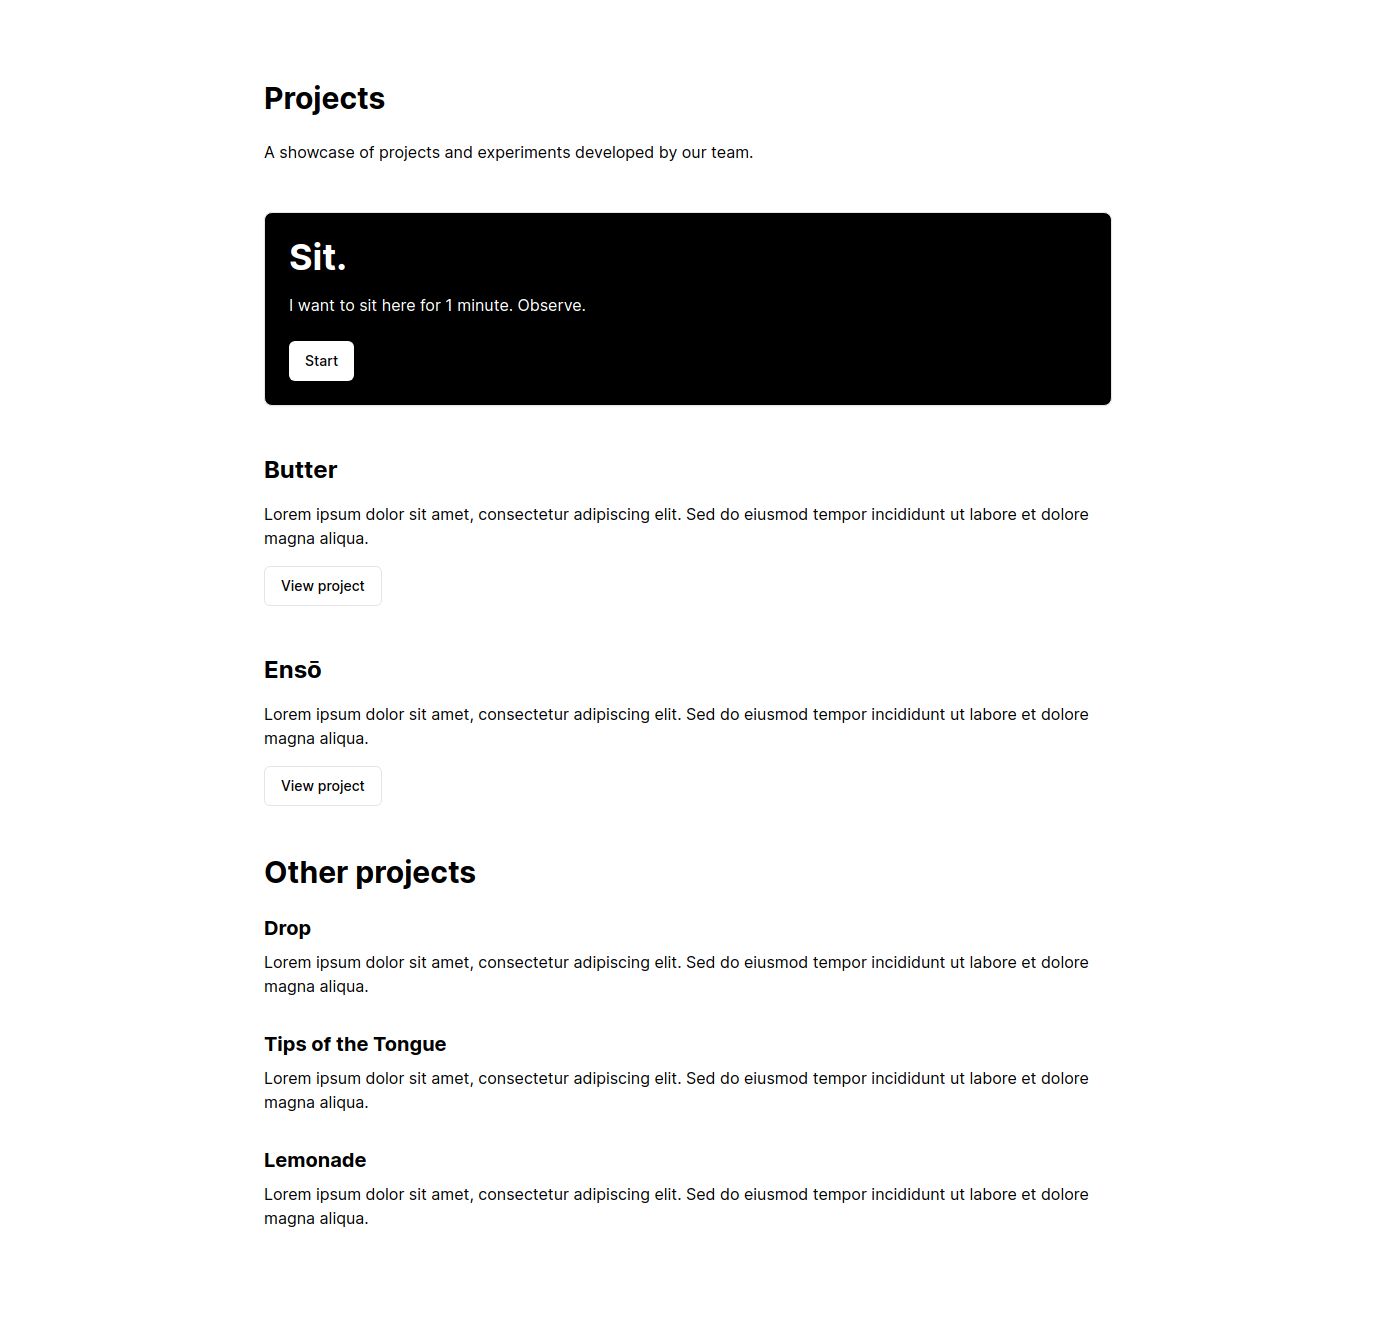 Projects
A showcase of projects and experiments developed by our team.
Sit.
I want to sit here for 1 minute. Observe.
Start
Butter
Lorem ipsum dolor sit amet, consectetur adipiscing elit. Sed do eiusmod tempor incididunt ut labore et dolore
magna aliqua.
View project
Ensō
Lorem ipsum dolor sit amet, consectetur adipiscing elit. Sed do eiusmod tempor incididunt ut labore et dolore
magna aliqua.
View project
Other projects
Drop
Lorem ipsum dolor sit amet, consectetur adipiscing elit. Sed do eiusmod tempor incididunt ut labore et dolore
magna aliqua.
Tips of the Tongue
Lorem ipsum dolor sit amet, consectetur adipiscing elit. Sed do eiusmod tempor incididunt ut labore et dolore
magna aliqua.
Lemonade
Lorem ipsum dolor sit amet, consectetur adipiscing elit. Sed do eiusmod tempor incididunt ut labore et dolore
magna aliqua.